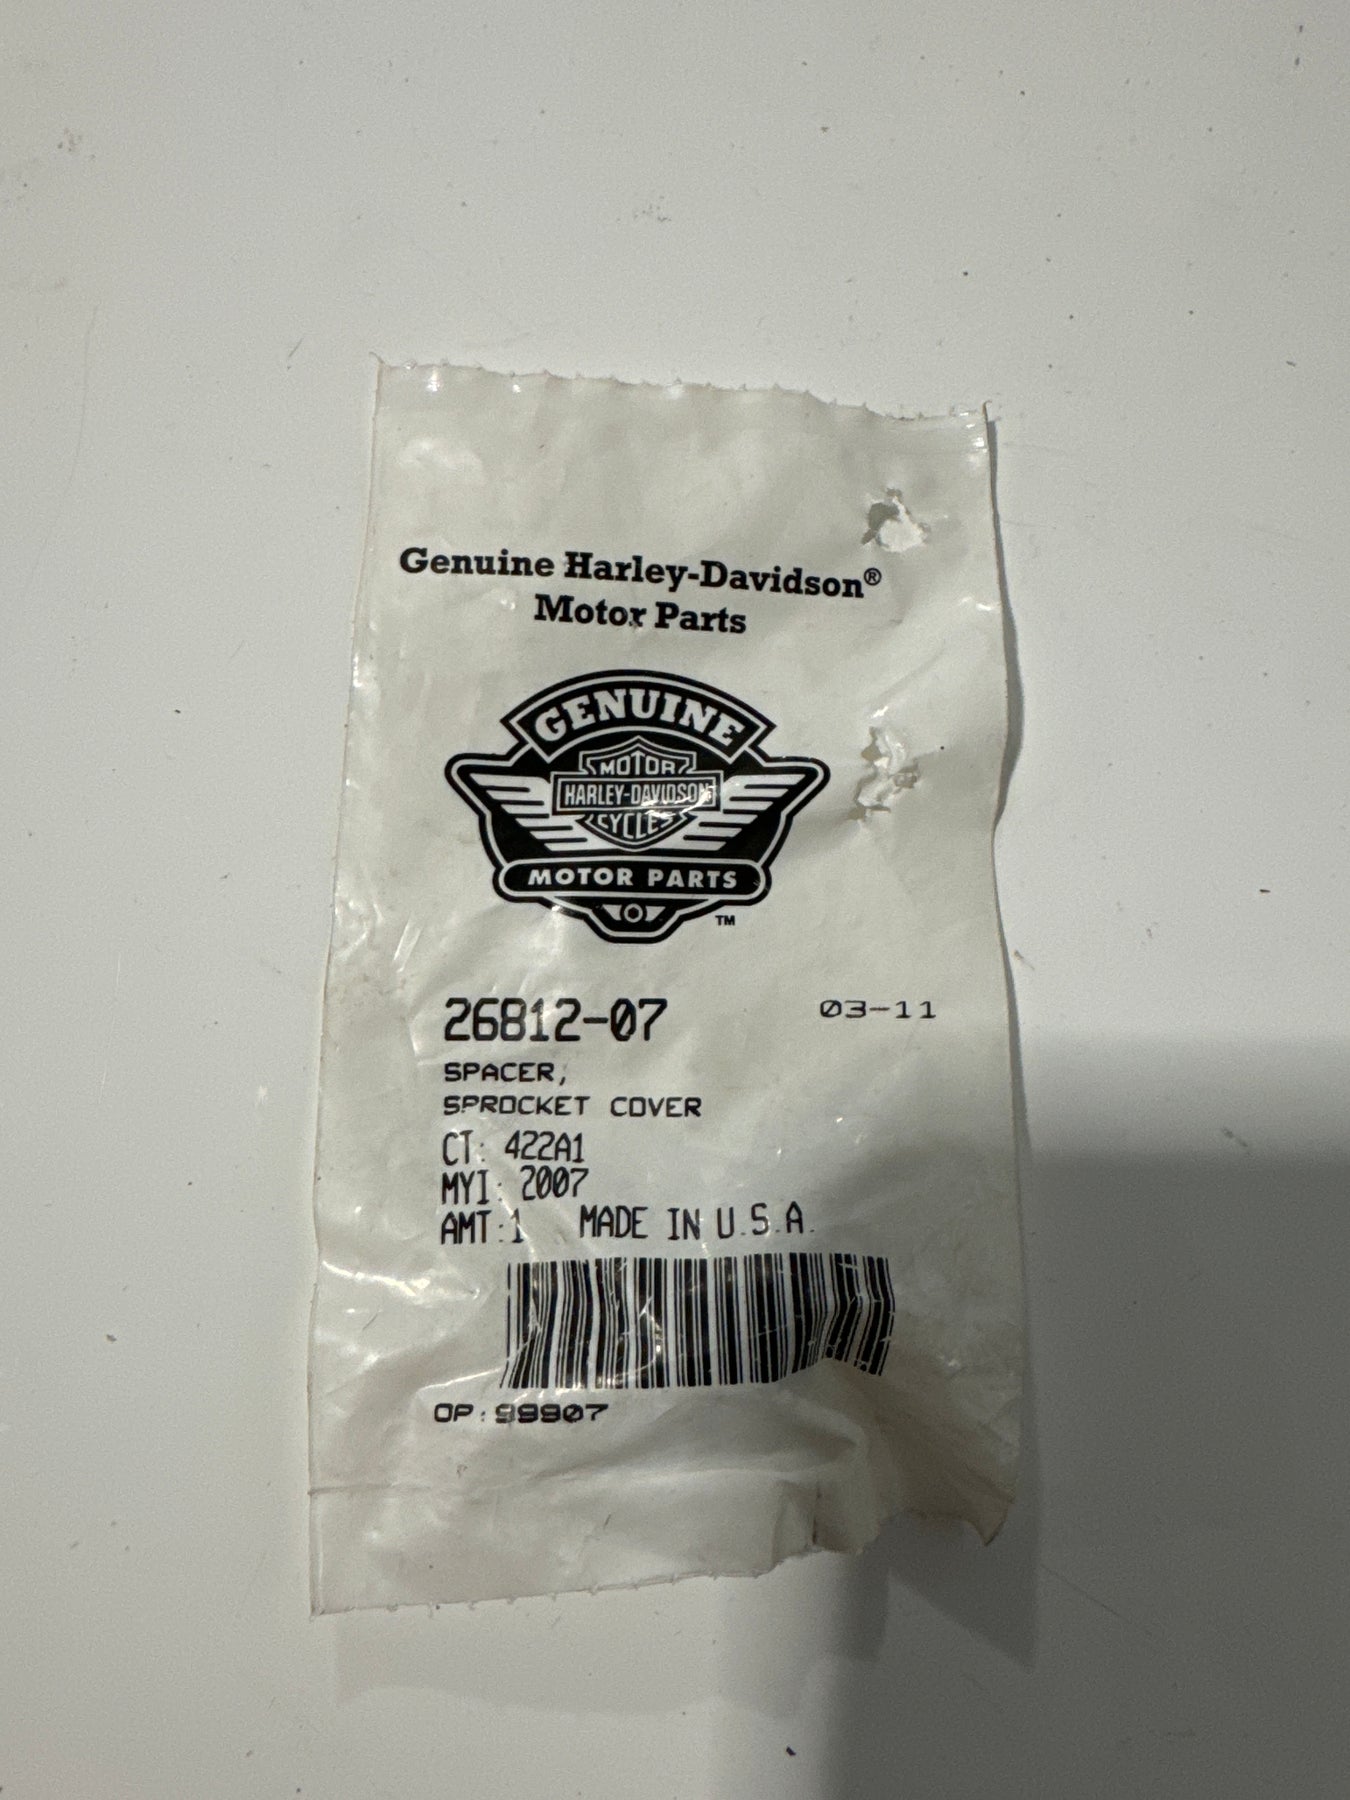 Genuine Harley-Davidson®
Motor Parts
GENUINE
MOTOR
HARLEY-DAVIDSON
CYCLES
MOTOR PARTS
TM
26812-07 03-11
SPACER,
SPROCKET COVER
CT: 422A1
MYI: 2007
AMT:1 MADE IN U.S.A.
OP:99907